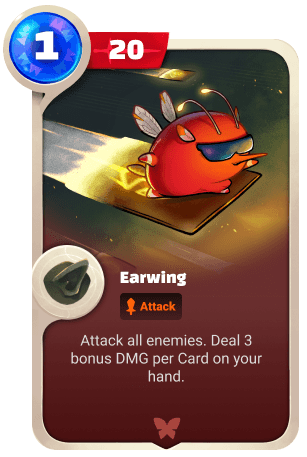 1
20
Earwing
Attack
Attack all enemies. Deal 3
bonus DMG per Card on your
hand.